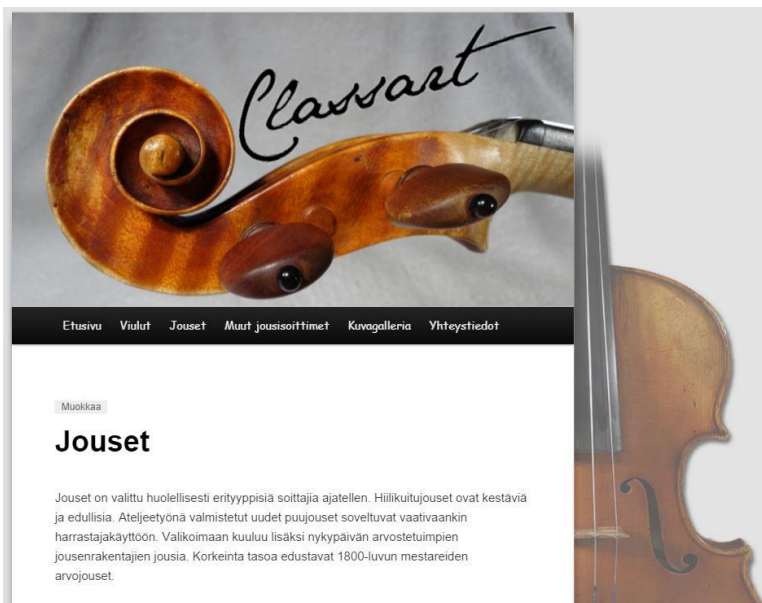 Classart
Etusivu Viulut Jouset Muut jousisoittimet Kuvagalleria Yhteystiedot
Muokkaa
Jouset
Jouset on valittu huolellisesti erityyppisiä soittajia ajatellen. Hiilikuitujouset ovat kestäviä
ja edullisia. Ateljeetyönä valmistetut uudet puujouset soveltuvat vaativaankin
harrastajakäyttöön. Valikoimaan kuuluu lisäksi nykypäivän arvostetuimpien
jousenrakentajien jousia. Korkeinta tasoa edustavat 1800-luvun mestareiden
arvojouset.